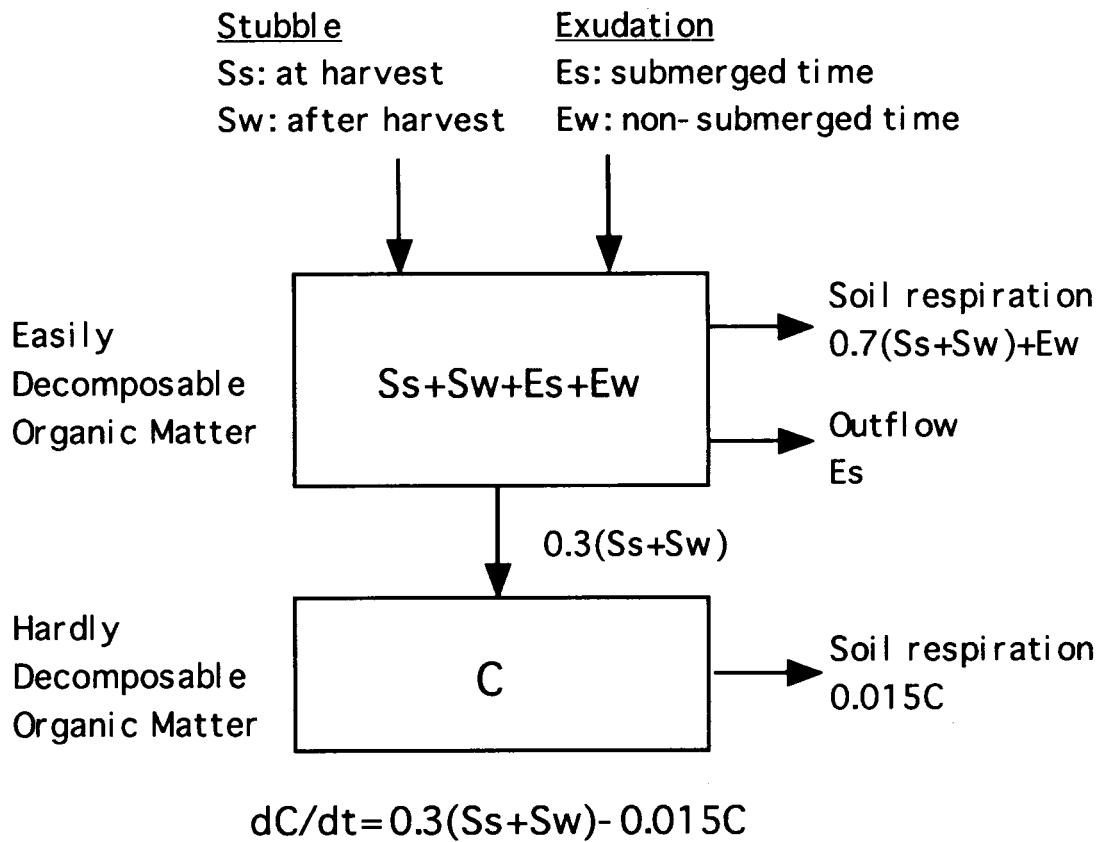 Stubble
Ss: at harvest
Sw: after harvest
Exudation
Es: submerged time
Ew: non-submerged time
Easily
Decomposable
Organic Matter
Ss+Sw+Es+Ew
Soil respiration
0.7(Ss+Sw)+Ew
Outflow
Es
0.3(Ss+Sw)
Hardly
Decomposable
Organic Matter
C
Soil respiration
0.015C
dC/dt=0.3(Ss+Sw)-0.015C